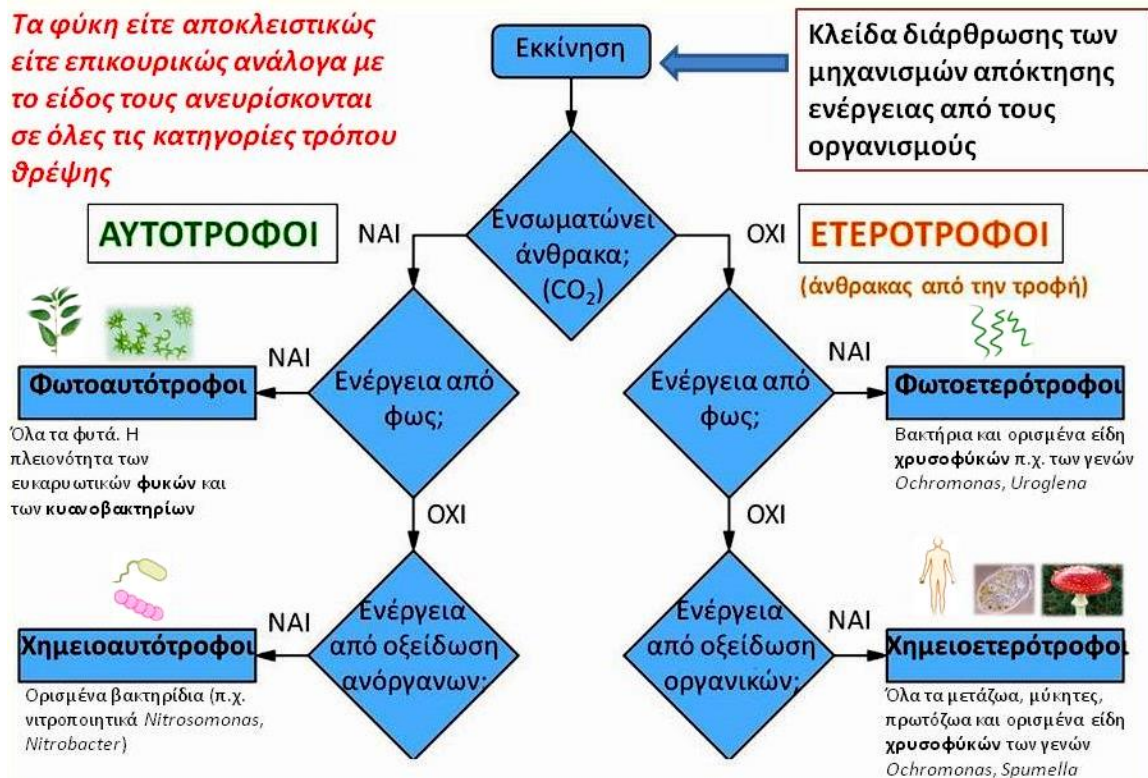 Τα φύκη είτε αποκλειστικώς
είτε επικουρικώς ανάλογα με
το είδος τους ανευρίσκονται
σε όλες τις κατηγορίες τρόπου
θρέψης
Εκκίνηση
Κλείδα διάρθρωσης των
μηχανισμών απόκτησης
ενέργειας από τους
οργανισμούς
ΑΥΤΟΤΡΟΦΟΙ
ΝΑΙ
Ενσωματώνει
άνθρακα;
(CO₂)
ΟΧΙ
ΕΤΕΡΟΤΡΟΦΟΙ
(άνθρακας από την τροφή)
ΝΑΙ
Φωτοαυτότροφοι
Ενέργεια από
φως;
Όλα τα φυτά. Η
πλειονότητα των
ευκαρυωτικών φυκών και
των κυανοβακτηρίων
Ενέργεια από
φως;
ΝΑΙ
Φωτοετερότροφοι
Βακτήρια και ορισμένα είδη
χρυσοφύκών π.χ. των γενών
Ochromonas, Uroglena
ΟΧΙ
ΟΧΙ
ΝΑΙ
Χημειοαυτότροφοι
Ενέργεια
από οξείδωση
ανόργανων;
Ορισμένα βακτηρίδια (π.χ.
νιτροποιητικά Nitrosomonas,
Nitrobacter)
Ενέργεια
από οξείδωση
οργανικών;
ΝΑΙ
Χημειοετερότροφοι
Όλα τα μετάζωα, μύκητες,
πρωτόζωα και ορισμένα είδη
χρυσοφύκών των γενών
Ochromonas, Spumella